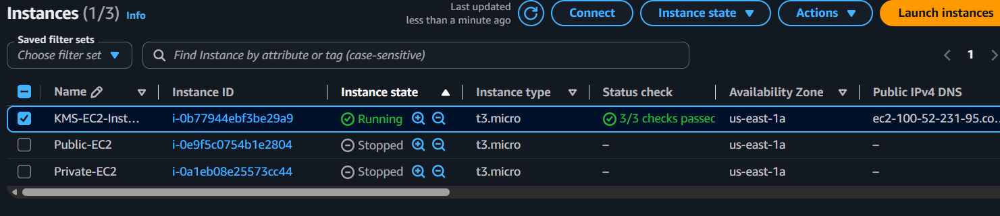 Instances (1/3) Info
Last updated
less than a minute ago
Connect
Instance state
Actions
Launch instances
Saved filter sets
Choose filter set
Find Instance by attribute or tag (case-sensitive)
1
Name Instance ID Instance state Instance type Status check Availability Zone Public IPv4 DNS
KMS-EC2-Inst... i-0b77944ebf3be29a9 Running t3.micro 3/3 checks passec us-east-1a ec2-100-52-231-95.co...
Public-EC2 i-0e9f5c0754b1e2804 Stopped t3.micro – us-east-1a –
Private-EC2 i-0a1eb08e25573cc44 Stopped t3.micro – us-east-1a –